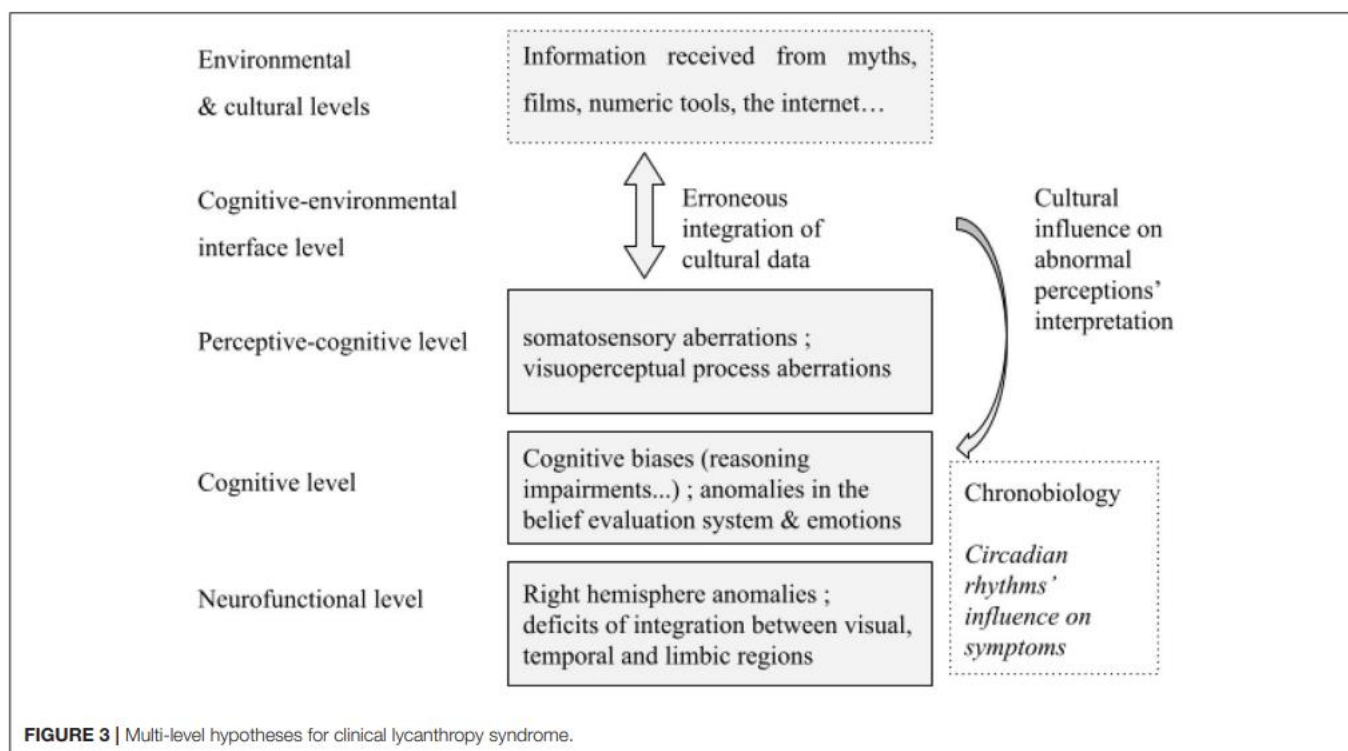 Environmental
& cultural levels
Information received from myths,
films, numeric tools, the internet…
Cognitive-environmental
interface level
Erroneous
integration of
cultural data
Cultural
influence on
abnormal
perceptions’
interpretation
Perceptive-cognitive level
somatosensory aberrations ;
visuoperceptual process aberrations
Cognitive level
Cognitive biases (reasoning
impairments...) ; anomalies in the
belief evaluation system & emotions
Chronobiology
Circadian
rhythms’
influence on
symptoms
Neurofunctional level
Right hemisphere anomalies ;
deficits of integration between visual,
temporal and limbic regions
FIGURE 3 | Multi-level hypotheses for clinical lycanthropy syndrome.